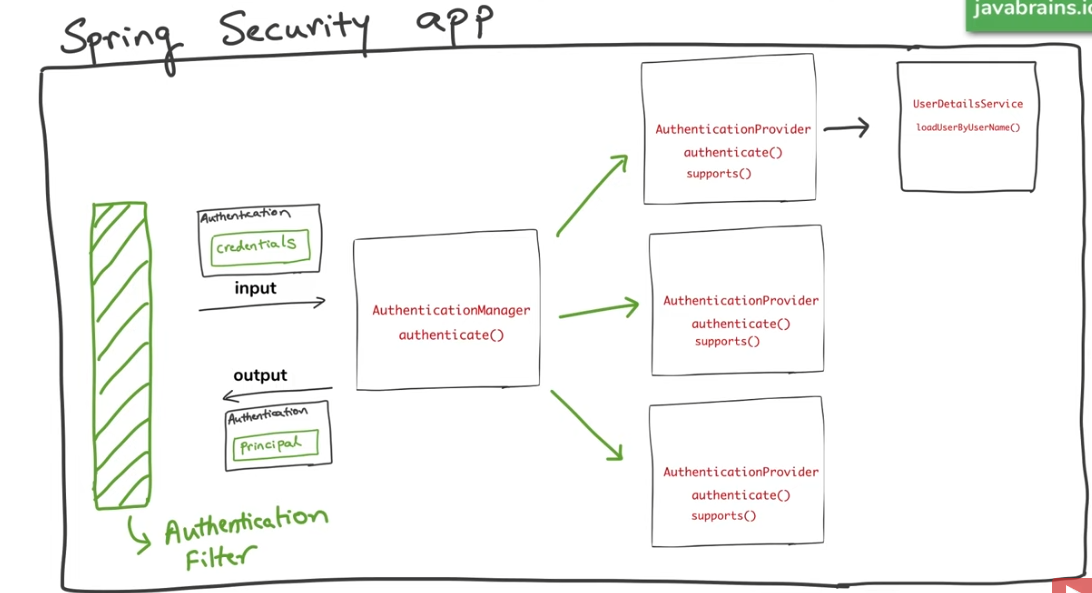 Spring Security app
javabrains.io
Authentication
credentials
input
output
Authentication
Principal
Authentication
Filter
AuthenticationManager
authenticate()
AuthenticationProvider
authenticate()
supports()
AuthenticationProvider
authenticate()
supports()
AuthenticationProvider
authenticate()
supports()
UserDetailsService
loadUserByUserName()